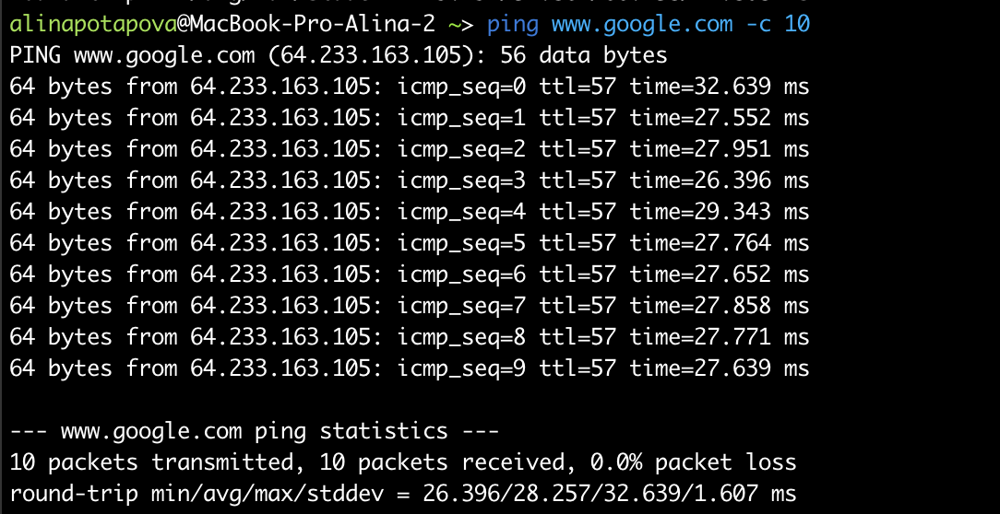 alinapotapova@MacBook-Pro-Alina-2 ~> ping www.google.com -c 10
PING www.google.com (64.233.163.105): 56 data bytes
64 bytes from 64.233.163.105: icmp_seq=0 ttl=57 time=32.639 ms
64 bytes from 64.233.163.105: icmp_seq=1 ttl=57 time=27.552 ms
64 bytes from 64.233.163.105: icmp_seq=2 ttl=57 time=27.951 ms
64 bytes from 64.233.163.105: icmp_seq=3 ttl=57 time=26.396 ms
64 bytes from 64.233.163.105: icmp_seq=4 ttl=57 time=29.343 ms
64 bytes from 64.233.163.105: icmp_seq=5 ttl=57 time=27.764 ms
64 bytes from 64.233.163.105: icmp_seq=6 ttl=57 time=27.652 ms
64 bytes from 64.233.163.105: icmp_seq=7 ttl=57 time=27.858 ms
64 bytes from 64.233.163.105: icmp_seq=8 ttl=57 time=27.771 ms
64 bytes from 64.233.163.105: icmp_seq=9 ttl=57 time=27.639 ms
--- www.google.com ping statistics ---
10 packets transmitted, 10 packets received, 0.0% packet loss
round-trip min/avg/max/stddev = 26.396/28.257/32.639/1.607 ms